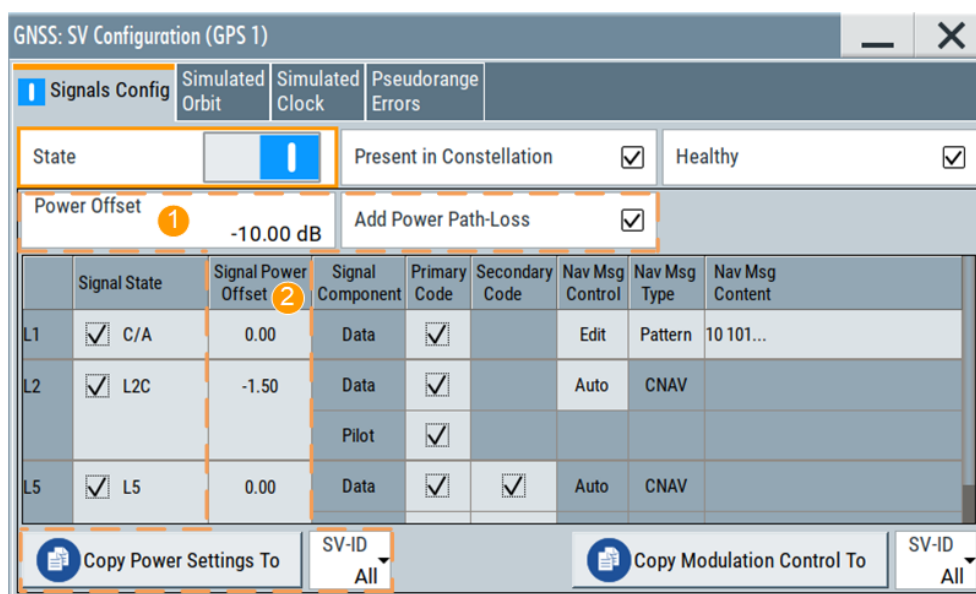 GNSS: SV Configuration (GPS 1)
Signals Config
Simulated Orbit
Simulated Clock
Pseudorange Errors
State
Present in Constellation
Healthy
Power Offset
1
-10.00 dB
Add Power Path-Loss
Signal State
Signal Power Offset
2
Signal Component
Primary Code
Secondary Code
Nav Msg Control
Nav Msg Type
Nav Msg Content
L1 C/A 0.00 Data Edit Pattern 10 101...
L2 L2C -1.50 Data Auto CNAV
Pilot
L5 L5 0.00 Data Auto CNAV
Copy Power Settings To
SV-ID
All
Copy Modulation Control To
SV-ID
All